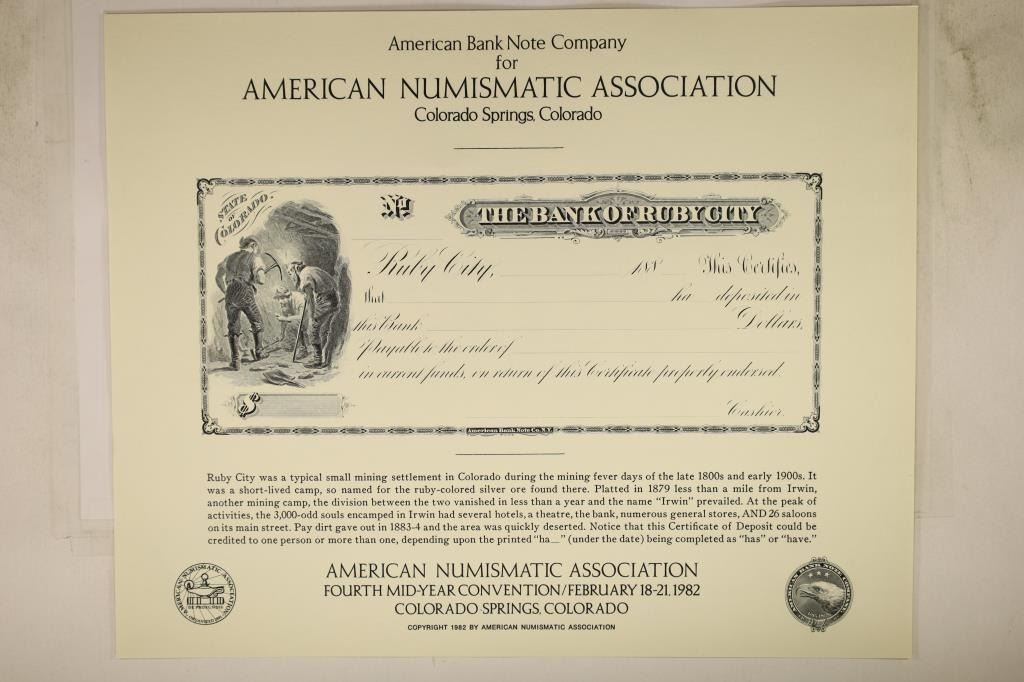 American Bank Note Company
for
AMERICAN NUMISMATIC ASSOCIATION
Colorado Springs, Colorado
STATE
OF
COLORADO.
No
THE BANK OF RUBY CITY
Ruby City, 188 This Certifies,
that ha deposited in
this Bank Dollars,
Payable to the order of
in current funds, on return of this Certificate properly endorsed.
$
Cashier.
American Bank Note Co. N.Y.
Ruby City was a typical small mining settlement in Colorado during the mining fever days of the late 1800s and early 1900s. It
was a short-lived camp, so named for the ruby-colored silver ore found there. Platted in 1879 less than a mile from Irwin,
another mining camp, the division between the two vanished in less than a year and the name “Irwin” prevailed. At the peak of
activities, the 3,000-odd souls encamped in Irwin had several hotels, a theatre, the bank, numerous general stores, AND 26 saloons
on its main street. Pay dirt gave out in 1883-4 and the area was quickly deserted. Notice that this Certificate of Deposit could be
credited to one person or more than one, depending upon the printed “ha_” (under the date) being completed as “has” or “have.”
AMERICAN NUMISMATIC ASSOCIATION
FOURTH MID-YEAR CONVENTION/FEBRUARY 18-21, 1982
COLORADO SPRINGS, COLORADO
COPYRIGHT 1982 BY AMERICAN NUMISMATIC ASSOCIATION
AMERICAN NUMISMATIC ASSOCIATION
AMERICAN BANK NOTE COMPANY